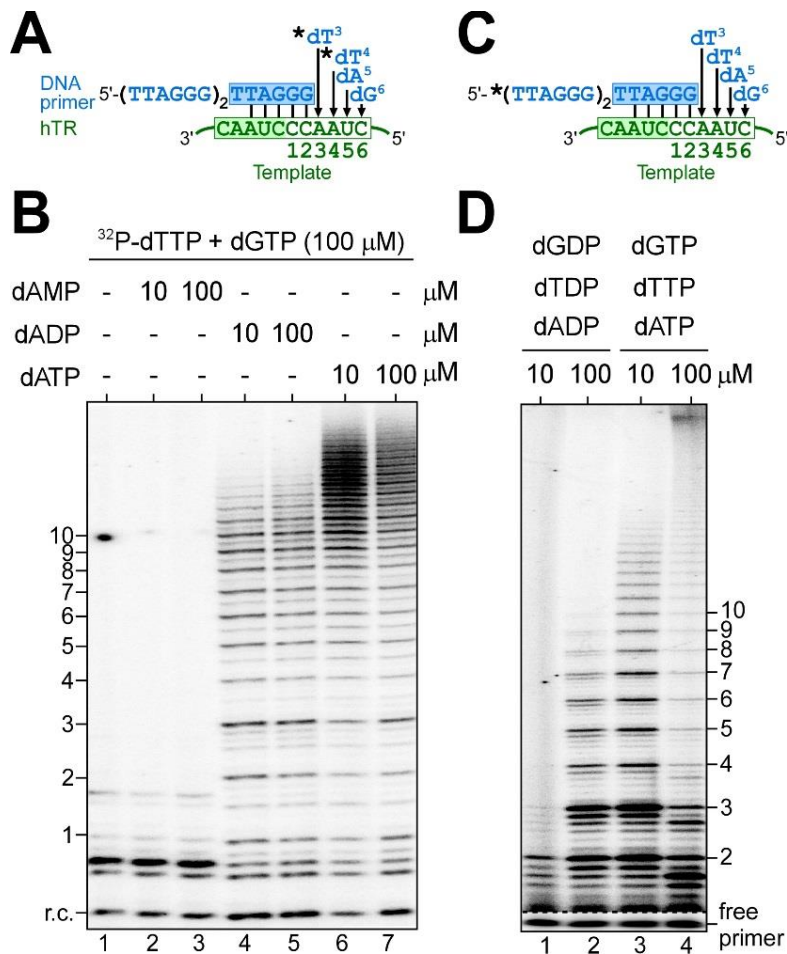 A
*dT³
*dT⁴
dA⁵
dG⁶
DNA primer 5'-(TTAGGG)₂TTAGGG
hTR 3' CAAUCCCAAUC 5'
123456
Template
C
dT³
dT⁴
dA⁵
dG⁶
5'-*(TTAGGG)₂TTAGGG
3' CAAUCCCAAUC 5'
123456
Template
B
³²P-dTTP + dGTP (100 μM)
dAMP - 10 100 - - - - μM
dADP - - - 10 100 - - μM
dATP - - - - - 10 100 μM
10
9
8
7
6
5
4
3
2
1
r.c.
1 2 3 4 5 6 7
D
dGDP dGTP
dTDP dTTP
dADP dATP
10 100 10 100 μM
10
9
8
7
6
5
4
3
2
free
primer
1 2 3 4